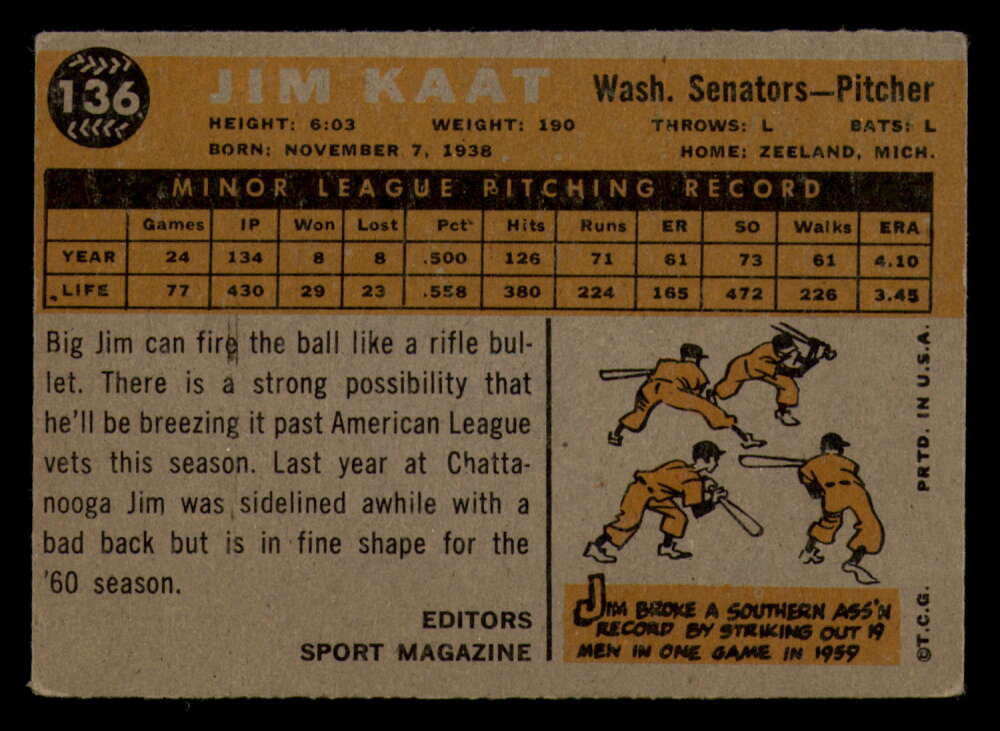 136
JIM KAAT Wash. Senators—Pitcher
HEIGHT: 6:03 WEIGHT: 190 THROWS: L BATS: L
BORN: NOVEMBER 7, 1938 HOME: ZEELAND, MICH.
MINOR LEAGUE PITCHING RECORD
Games IP Won Lost Pct. Hits Runs ER SO Walks ERA
YEAR 24 134 8 8 .500 126 71 61 73 61 4.10
LIFE 77 430 29 23 .558 380 224 165 472 226 3.45
Big Jim can fire the ball like a rifle bul-
let. There is a strong possibility that
he'll be breezing it past American League
vets this season. Last year at Chatta-
nooga Jim was sidelined awhile with a
bad back but is in fine shape for the
'60 season.
EDITORS
SPORT MAGAZINE
JIM BROKE A SOUTHERN ASS'N
RECORD BY STRIKING OUT 19
MEN IN ONE GAME IN 1959
©T.C.G. PRTD. IN U.S.A.